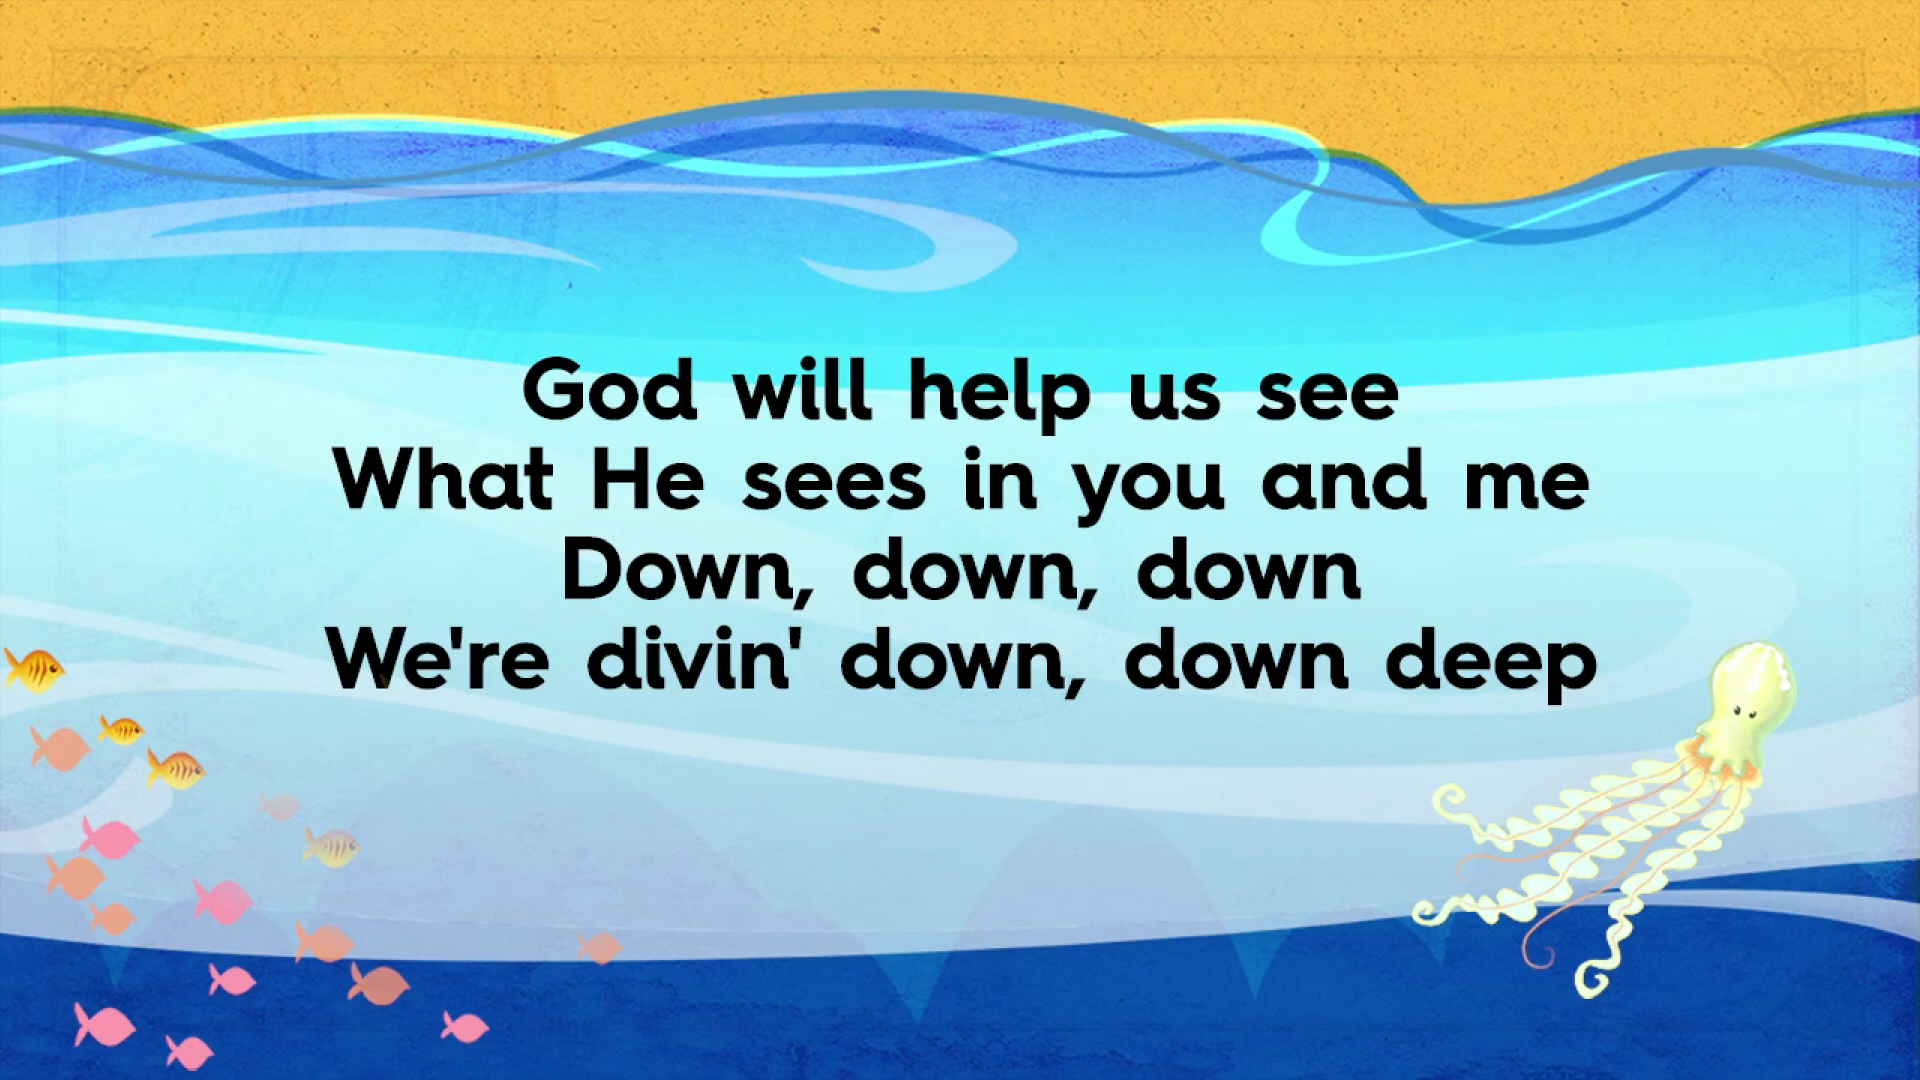 God will help us see
What He sees in you and me
Down, down, down
We're divin' down, down deep